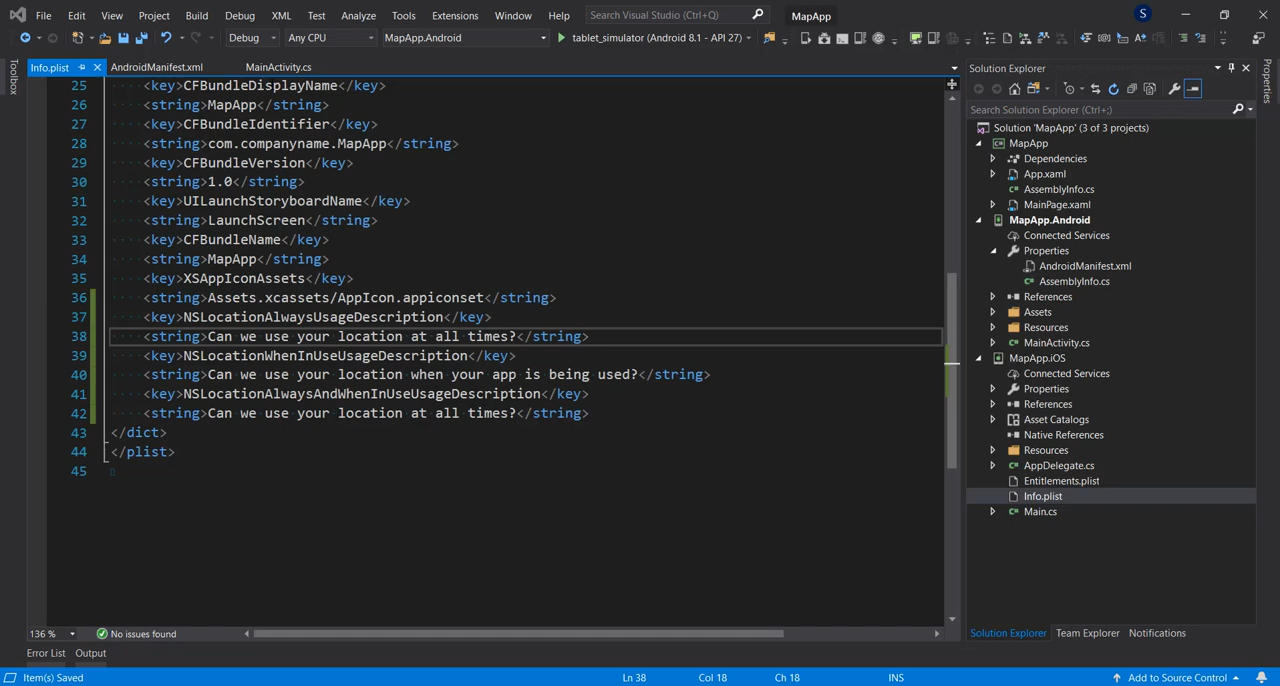 File Edit View Project Build Debug XML Test Analyze Tools Extensions Window Help Search Visual Studio (Ctrl+Q) MapApp S
Debug Any CPU MapApp.Android tablet_simulator (Android 8.1 - API 27)
Toolbox
Info.plist AndroidManifest.xml MainActivity.cs
25 <key>CFBundleDisplayName</key>
26 <string>MapApp</string>
27 <key>CFBundleIdentifier</key>
28 <string>com.companyname.MapApp</string>
29 <key>CFBundleVersion</key>
30 <string>1.0</string>
31 <key>UILaunchStoryboardName</key>
32 <string>LaunchScreen</string>
33 <key>CFBundleName</key>
34 <string>MapApp</string>
35 <key>XSAppIconAssets</key>
36 <string>Assets.xcassets/AppIcon.appiconset</string>
37 <key>NSLocationAlwaysUsageDescription</key>
38 <string>Can we use your location at all times?</string>
39 <key>NSLocationWhenInUseUsageDescription</key>
40 <string>Can we use your location when your app is being used?</string>
41 <key>NSLocationAlwaysAndWhenInUseUsageDescription</key>
42 <string>Can we use your location at all times?</string>
43 </dict>
44 </plist>
45
136 % No issues found
Solution Explorer
Search Solution Explorer (Ctrl+;)
Solution 'MapApp' (3 of 3 projects)
MapApp
Dependencies
App.xaml
AssemblyInfo.cs
MainPage.xaml
MapApp.Android
Connected Services
Properties
AndroidManifest.xml
AssemblyInfo.cs
References
Assets
Resources
MainActivity.cs
MapApp.iOS
Connected Services
Properties
References
Asset Catalogs
Native References
Resources
AppDelegate.cs
Entitlements.plist
Info.plist
Main.cs
Solution Explorer Team Explorer Notifications
Properties
Error List Output
Item(s) Saved Ln 38 Col 18 Ch 18 INS Add to Source Control